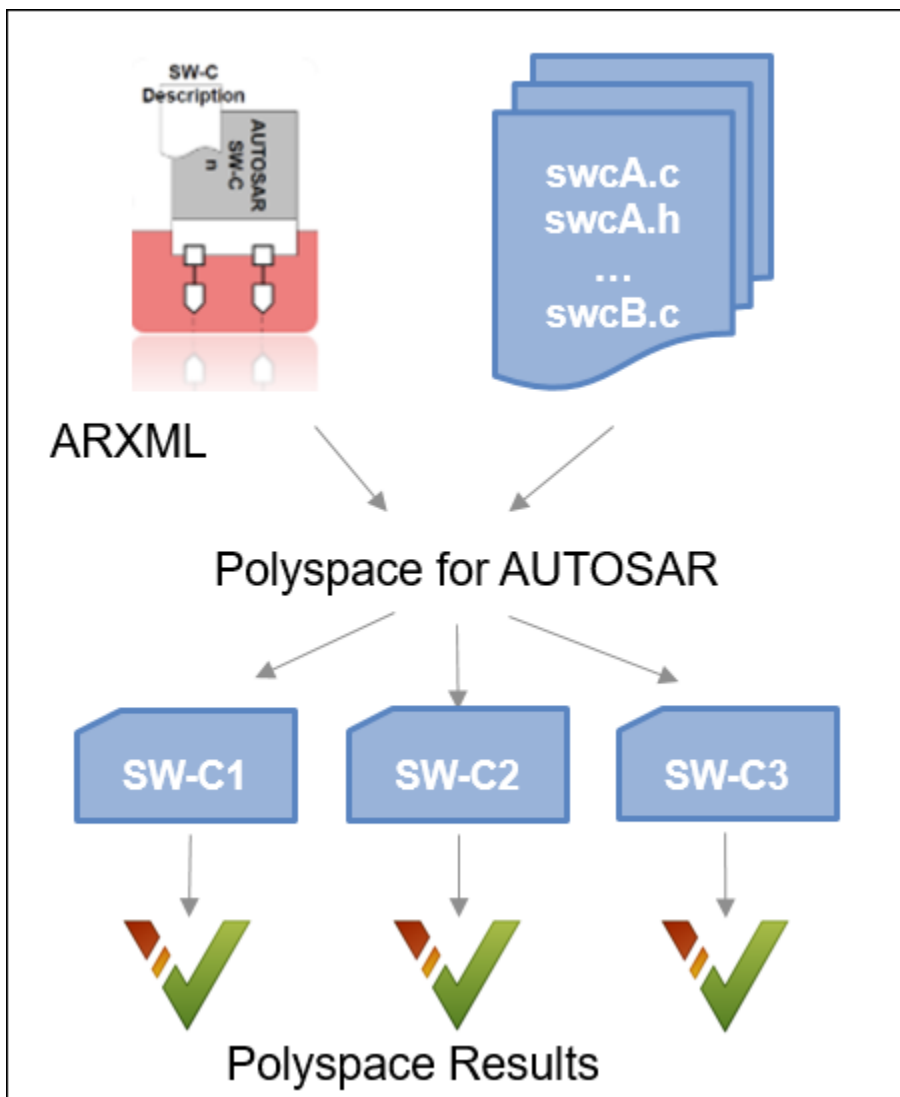 SW-C
Description
AUTOSAR
SW-C
n
swcA.c
swcA.h
...
swcB.c
ARXML
Polyspace for AUTOSAR
SW-C1
SW-C2
SW-C3
Polyspace Results